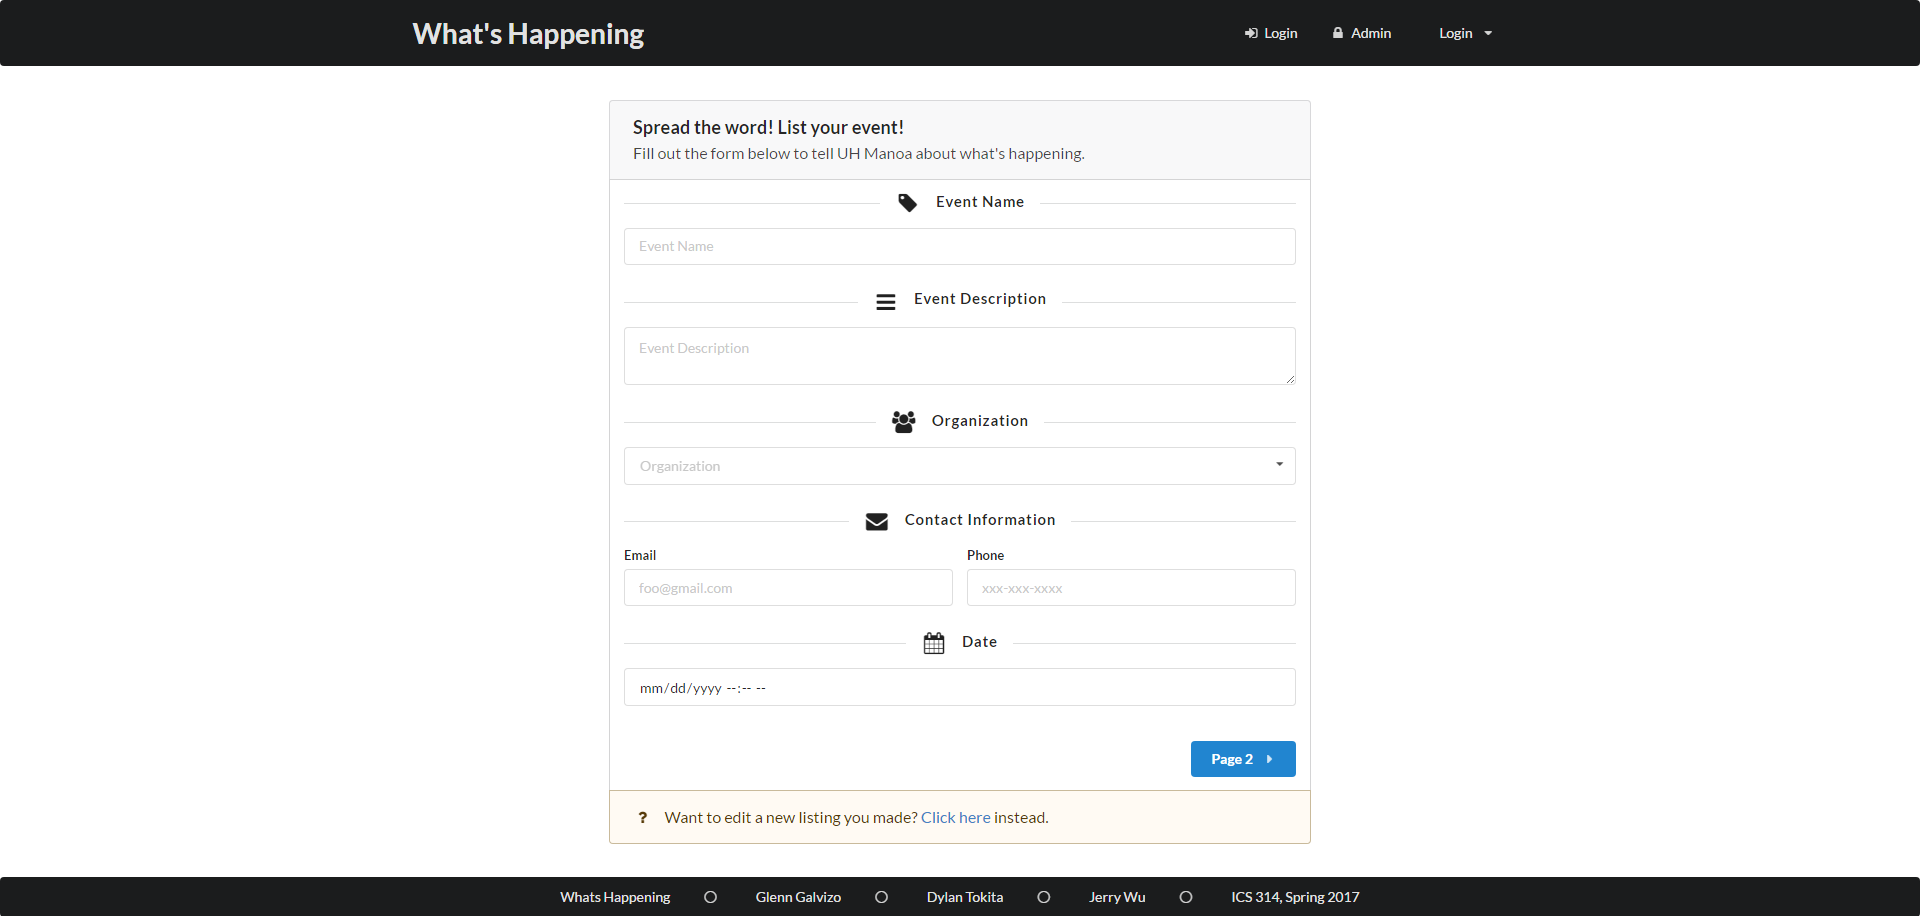 What's Happening
Login Admin Login
Spread the word! List your event!
Fill out the form below to tell UH Manoa about what's happening.
Event Name
Event Name
Event Description
Event Description
Organization
Organization
Contact Information
Email Phone
foo@gmail.com xxx-xxx-xxxx
Date
mm/dd/yyyy --:-- --
Page 2
? Want to edit a new listing you made? Click here instead.
Whats Happening Glenn Galvizo Dylan Tokita Jerry Wu ICS 314, Spring 2017